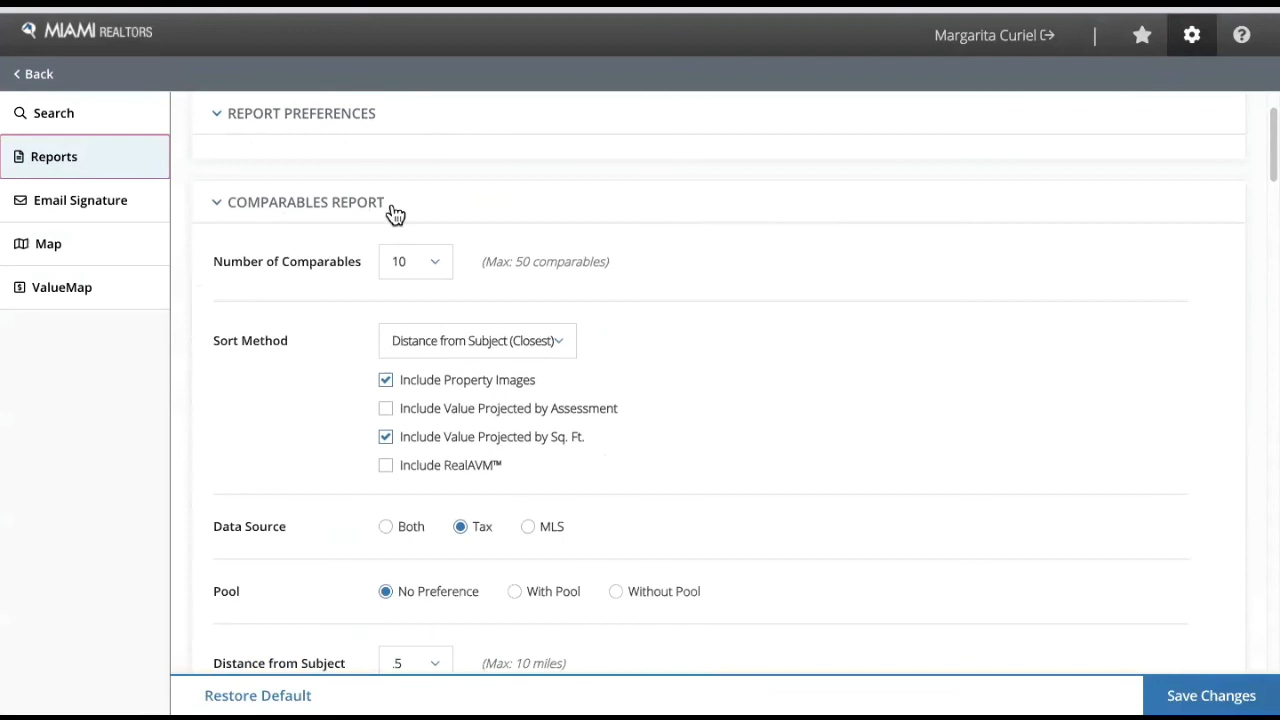 MIAMI REALTORS
Margarita Curiel
|
?
Back
Search
Reports
Email Signature
Map
ValueMap
REPORT PREFERENCES
COMPARABLES REPORT
Number of Comparables 10 (Max: 50 comparables)
Sort Method Distance from Subject (Closest)
Include Property Images
Include Value Projected by Assessment
Include Value Projected by Sq. Ft.
Include RealAVM™
Data Source Both Tax MLS
Pool No Preference With Pool Without Pool
Distance from Subject .5 (Max: 10 miles)
Restore Default Save Changes